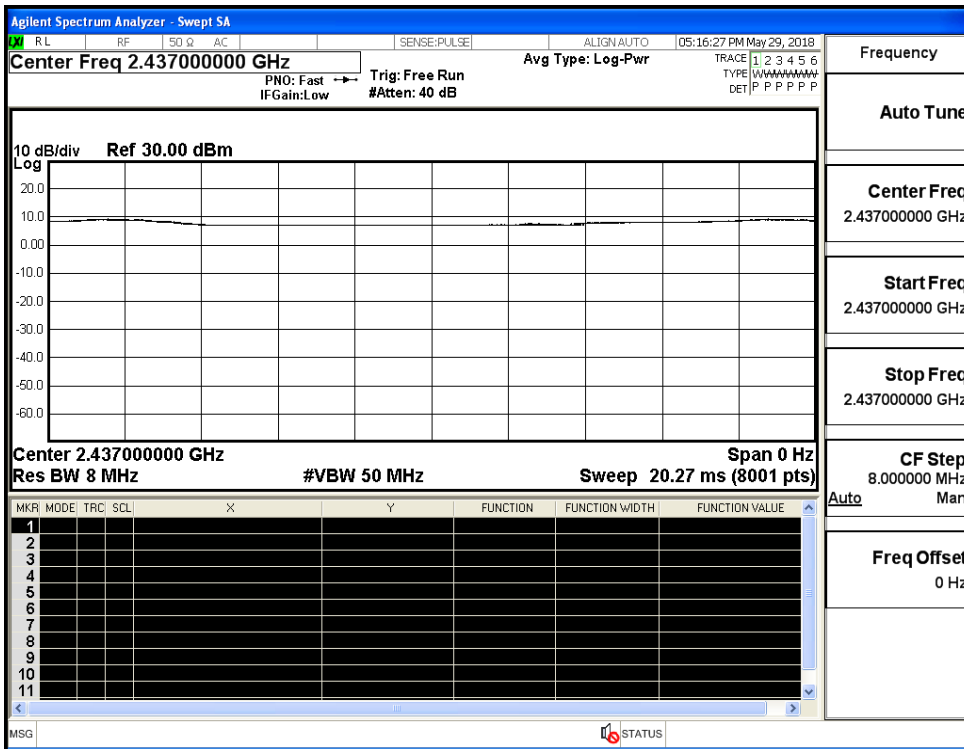 Agilent Spectrum Analyzer - Swept SA
LXI RL RF 50 Ω AC SENSE:PULSE ALIGN AUTO 05:16:27 PM May 29, 2018
Center Freq 2.437000000 GHz Avg Type: Log-Pwr TRACE 1 2 3 4 5 6
PNO: Fast Trig: Free Run TYPE WWWWWW
IFGain:Low #Atten: 40 dB DET P P P P P P
10 dB/div Ref 30.00 dBm
Log
20.0
10.0
0.00
-10.0
-20.0
-30.0
-40.0
-50.0
-60.0
Center 2.437000000 GHz Span 0 Hz
Res BW 8 MHz #VBW 50 MHz Sweep 20.27 ms (8001 pts)
MKR MODE TRC SCL X Y FUNCTION FUNCTION WIDTH FUNCTION VALUE
1
2
3
4
5
6
7
8
9
10
11
MSG STATUS
Frequency
Auto Tune
Center Freq
2.437000000 GHz
Start Freq
2.437000000 GHz
Stop Freq
2.437000000 GHz
CF Step
8.000000 MHz
Auto Man
Freq Offset
0 Hz